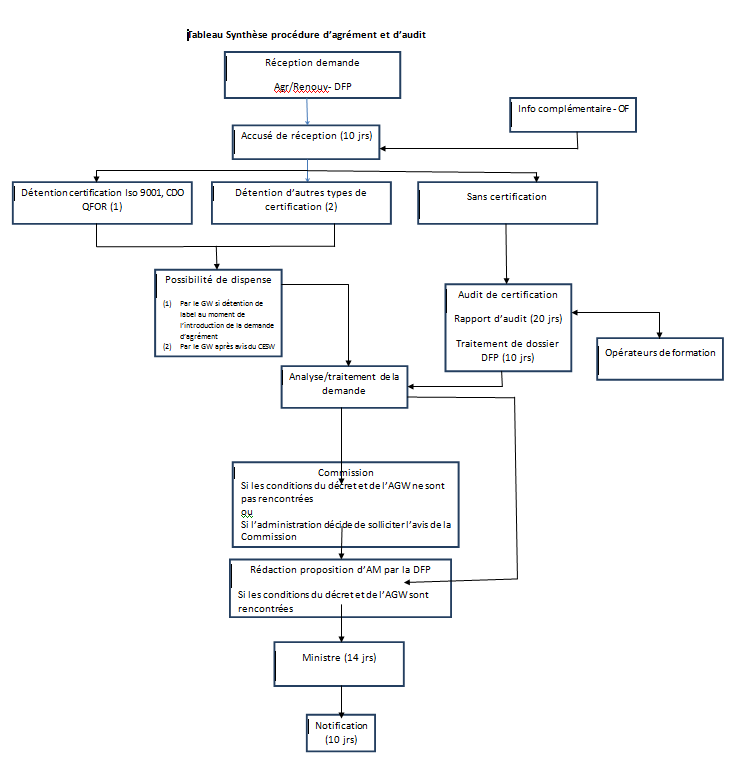 Tableau Synthèse procédure d'agrément et d'audit
Réception demande
Agr/Renouv- DFP
Info complémentaire - OF
Accusé de réception (10 jrs)
Détention certification Iso 9001, CDO
QFOR (1)
Détention d'autres types de
certification (2)
Sans certification
Possibilité de dispense
(1) Par le GW si détention de
label au moment de
l'introduction de la demande
d'agrément
(2) Par le GW après avis du CESW
Audit de certification
Rapport d'audit (20 jrs)
Traitement de dossier
DFP (10 jrs)
Opérateurs de formation
Analyse/traitement de la
demande
Commission
Si les conditions du décret et de l'AGW ne sont
pas rencontrées
ou
Si l'administration décide de solliciter l'avis de la
Commission
Rédaction proposition d'AM par la DFP
Si les conditions du décret et de l'AGW sont
rencontrées
Ministre (14 jrs)
Notification
(10 jrs)